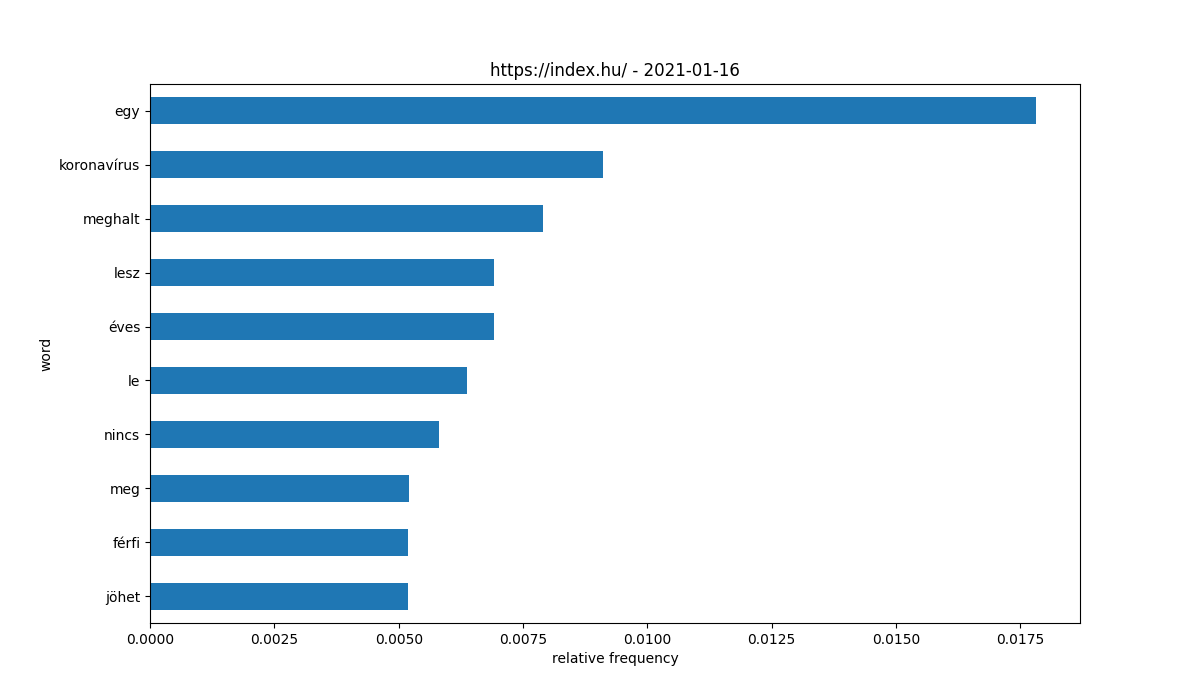 https://index.hu/ - 2021-01-16
egy
koronavírus
meghalt
lesz
éves
le
nincs
meg
férfi
jöhet
word
0.0000 0.0025 0.0050 0.0075 0.0100 0.0125 0.0150 0.0175
relative frequency